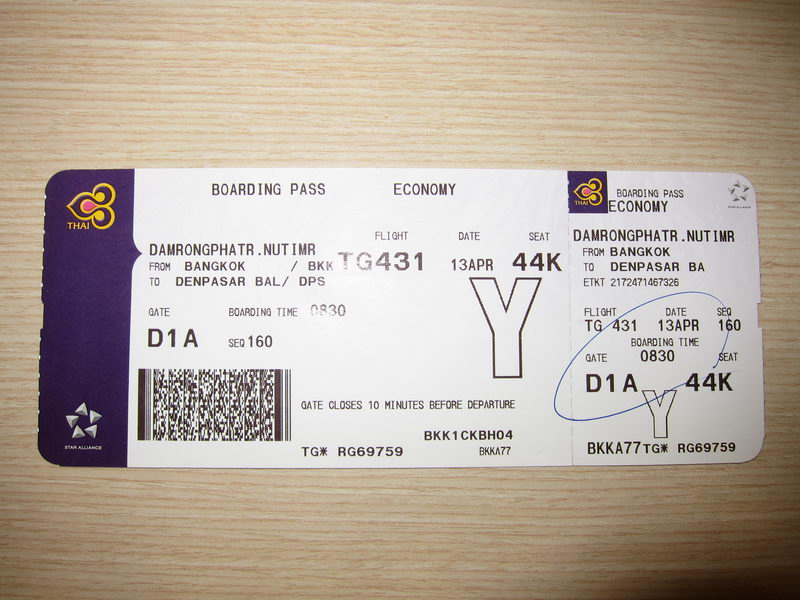 BOARDING PASS ECONOMY
THAI
FLIGHT DATE SEAT
DAMRONGPHATR.NUTIMR
FROM BANGKOK / BKK TG431 13APR 44K
TO DENPASAR BAL/ DPS
Y
GATE BOARDING TIME 0830
D1A SEQ 160
GATE CLOSES 10 MINUTES BEFORE DEPARTURE
BKK1CKBH04
TG* RG69759 BKKA77
STAR ALLIANCE
THAI
BOARDING PASS
ECONOMY
STAR ALLIANCE
DAMRONGPHATR.NUTIMR
FROM BANGKOK
TO DENPASAR BA
ETKT 2172471467326
FLIGHT DATE SEQ
TG 431 13APR 160
BOARDING TIME
GATE 0830 SEAT
D1A 44K
Y
BKKA77 TG* RG69759